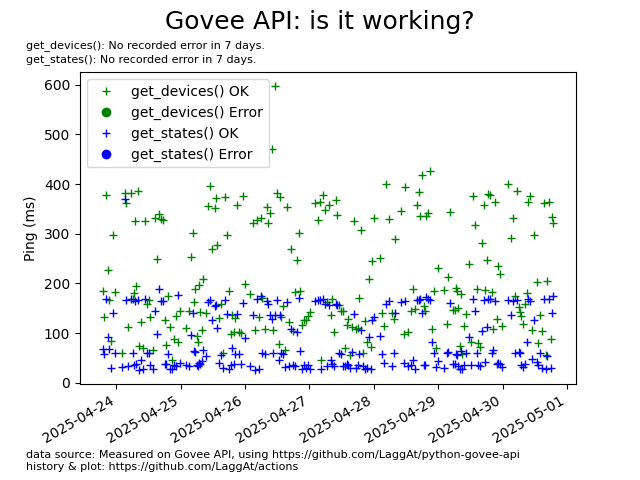 Govee API: is it working?
get_devices(): No recorded error in 7 days.
get_states(): No recorded error in 7 days.
600
500
400
300
200
100
0
Ping (ms)
get_devices() OK
get_devices() Error
get_states() OK
get_states() Error
2025-04-24
2025-04-25
2025-04-26
2025-04-27
2025-04-28
2025-04-29
2025-04-30
2025-05-01
data source: Measured on Govee API, using https://github.com/LaggAt/python-govee-api
history & plot: https://github.com/LaggAt/actions